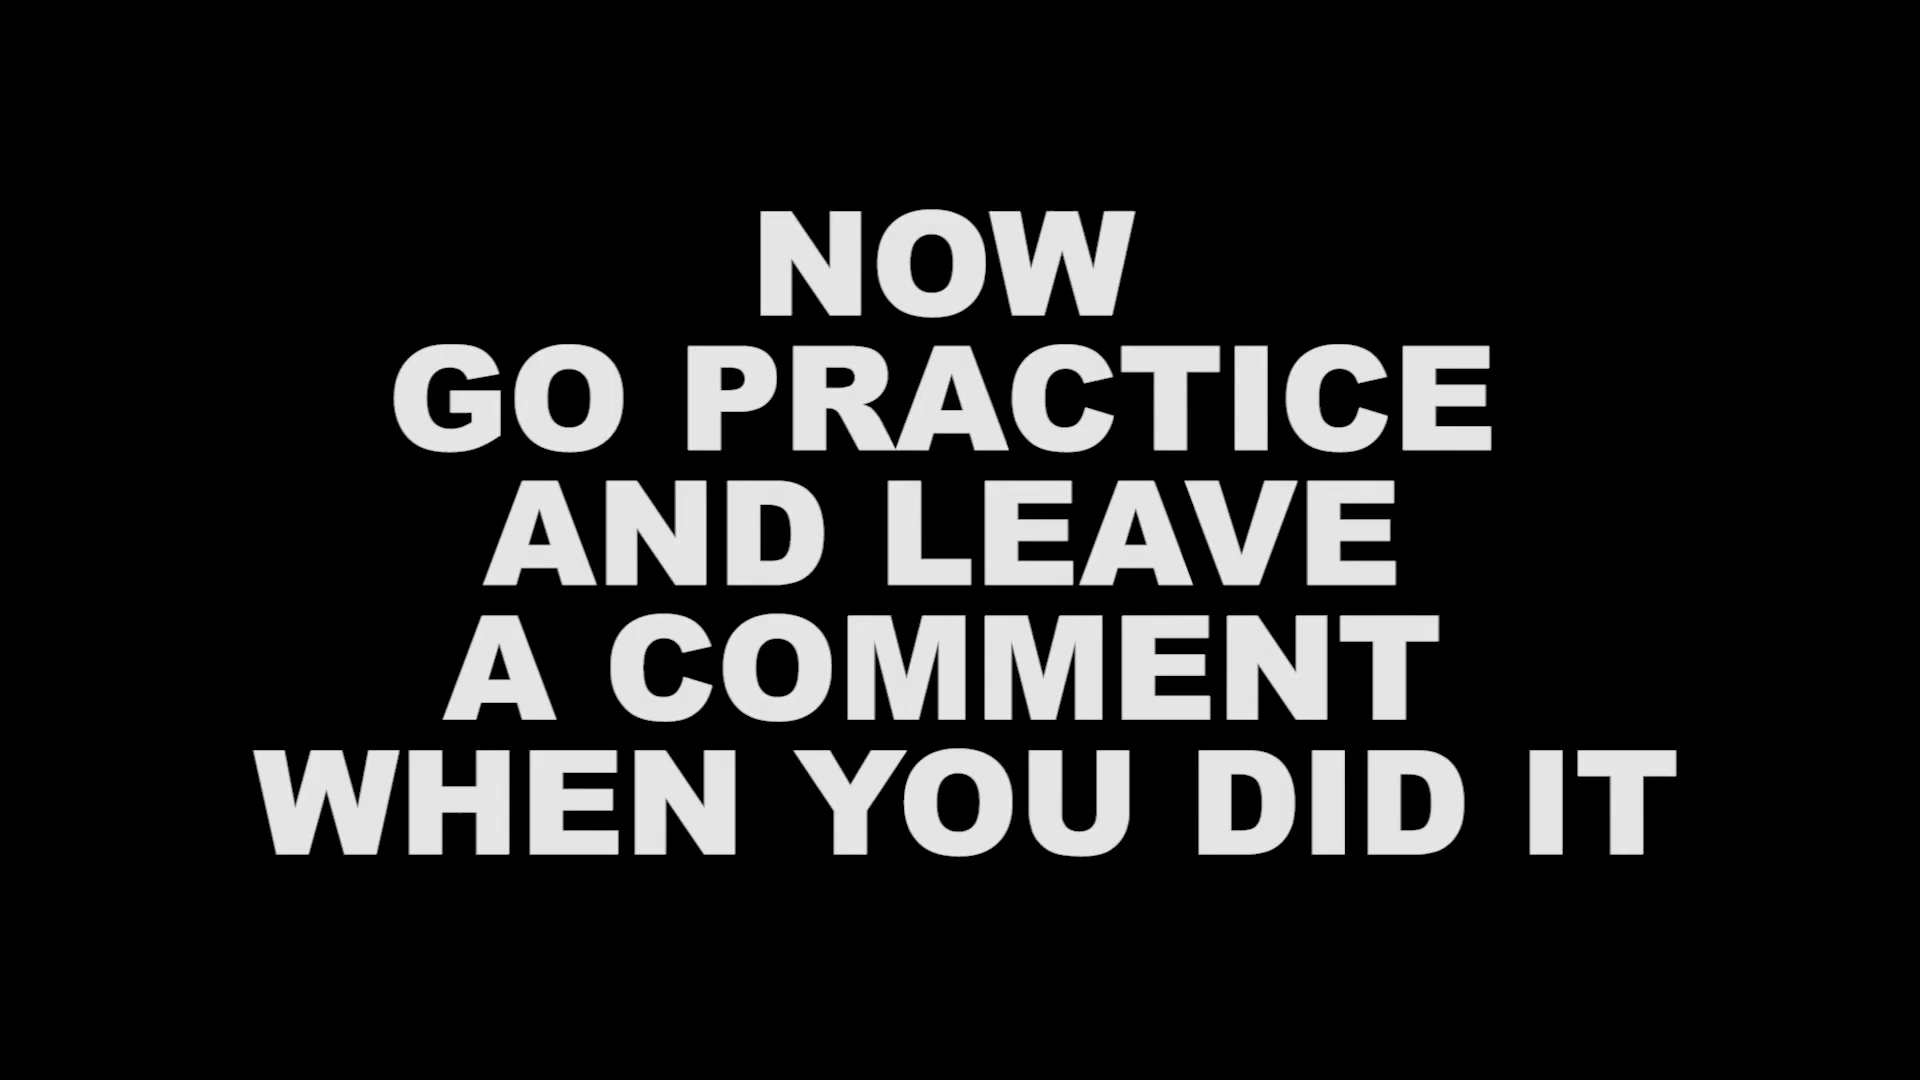 NOW
GO PRACTICE
AND LEAVE
A COMMENT
WHEN YOU DID IT